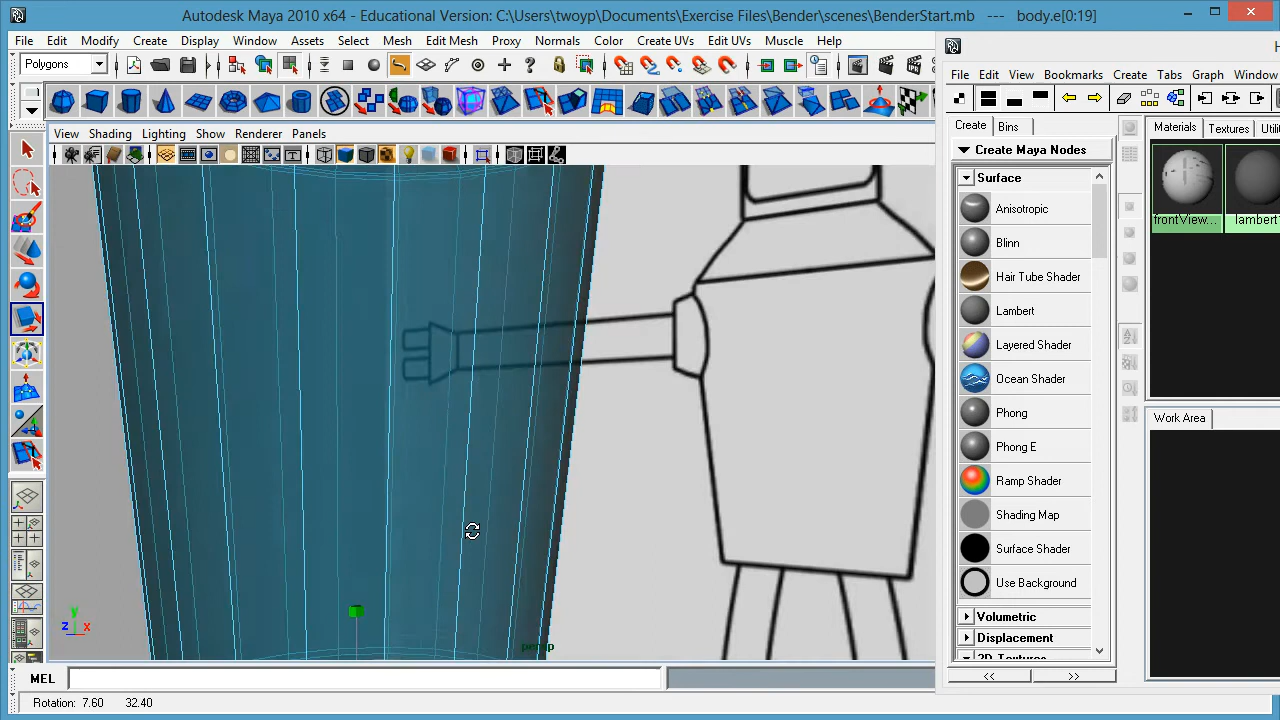 Autodesk Maya 2010 x64 - Educational Version: C:\Users\twoyp\Documents\Exercise Files\Bender\scenes\BenderStart.mb --- body.e[0:19]
File Edit Modify Create Display Window Assets Select Mesh Edit Mesh Proxy Normals Color Create UVs Edit UVs Muscle Help
Polygons
View Shading Lighting Show Renderer Panels
persp
y
z x
MEL
Rotation: 7.60 32.40
File Edit View Bookmarks Create Tabs Graph Window
Create Bins
Create Maya Nodes
Surface
Anisotropic
Blinn
Hair Tube Shader
Lambert
Layered Shader
Ocean Shader
Phong
Phong E
Ramp Shader
Shading Map
Surface Shader
Use Background
Volumetric
Displacement
2D Textures
<< >>
Materials Textures
frontView... lambert1
Work Area